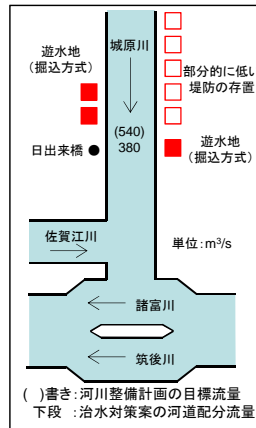 城原川
遊水地
(掘込方式)
部分的に低い
堤防の存置
(540)
380
日出来橋
遊水地
(掘込方式)
佐賀江川
単位:m³/s
諸富川
筑後川
( )書き:河川整備計画の目標流量
下段 :治水対策案の河道配分流量